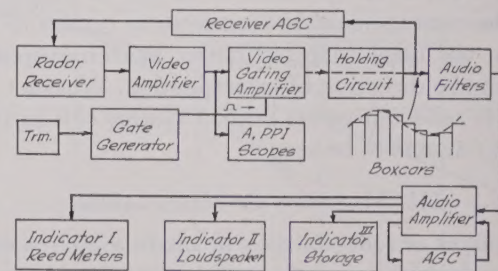 Receiver AGC
Radar
Receiver
Video
Amplifier
Video
Gating
Amplifier
Holding
Circuit
Audio
Filters
Trm.
Gate
Generator
A, PPI
Scopes
Boxcars
Indicator I
Reed Meters
Indicator II
Loudspeaker
Indicator III
Storage
Audio
Amplifier
AGC